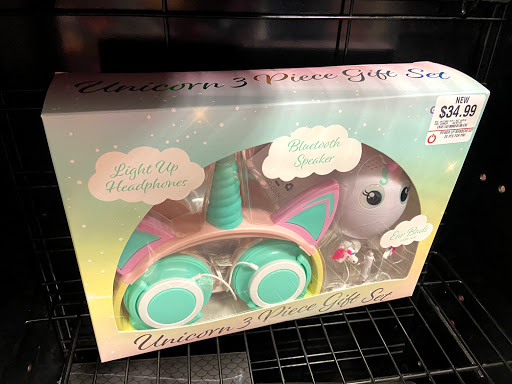 Unicorn 3 Piece Gift Set
NEW
$34.99
Light Up
Headphones
Bluetooth
Speaker
Ear Buds
Unicorn 3 Piece Gift Set